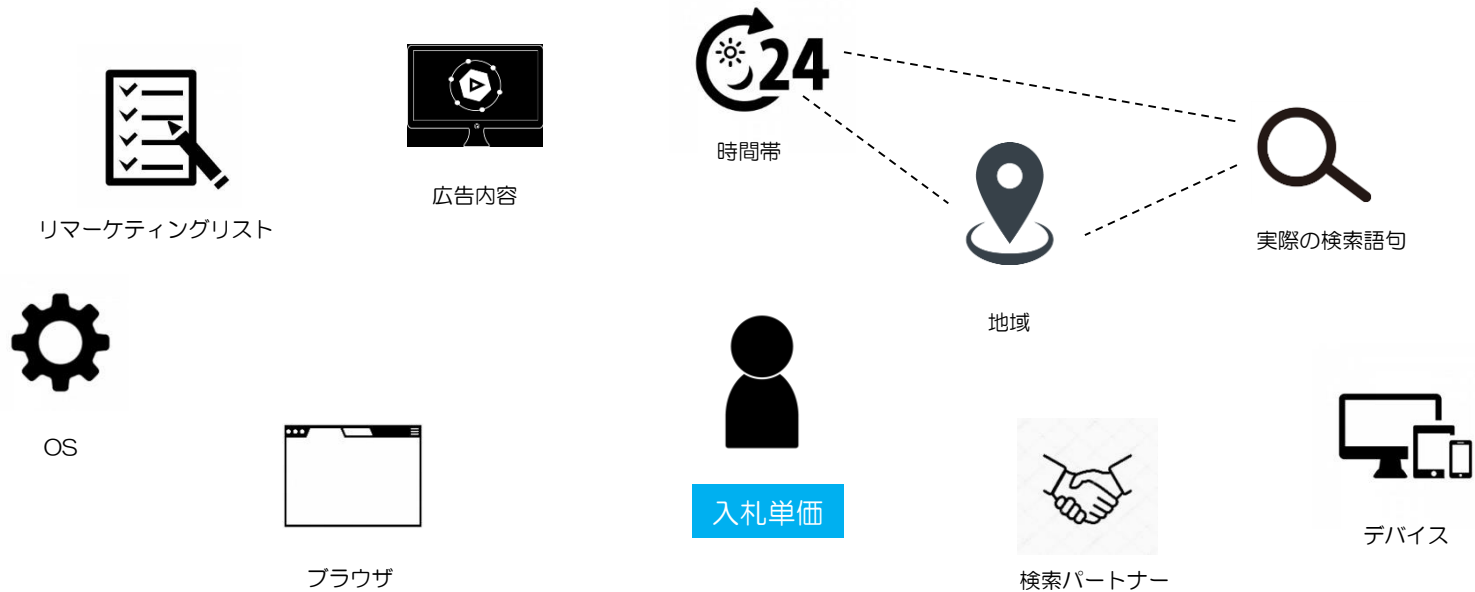 24
時間帯
広告内容
リマーケティングリスト
実際の検索語句
地域
OS
入札単価
デバイス
ブラウザ
検索パートナー